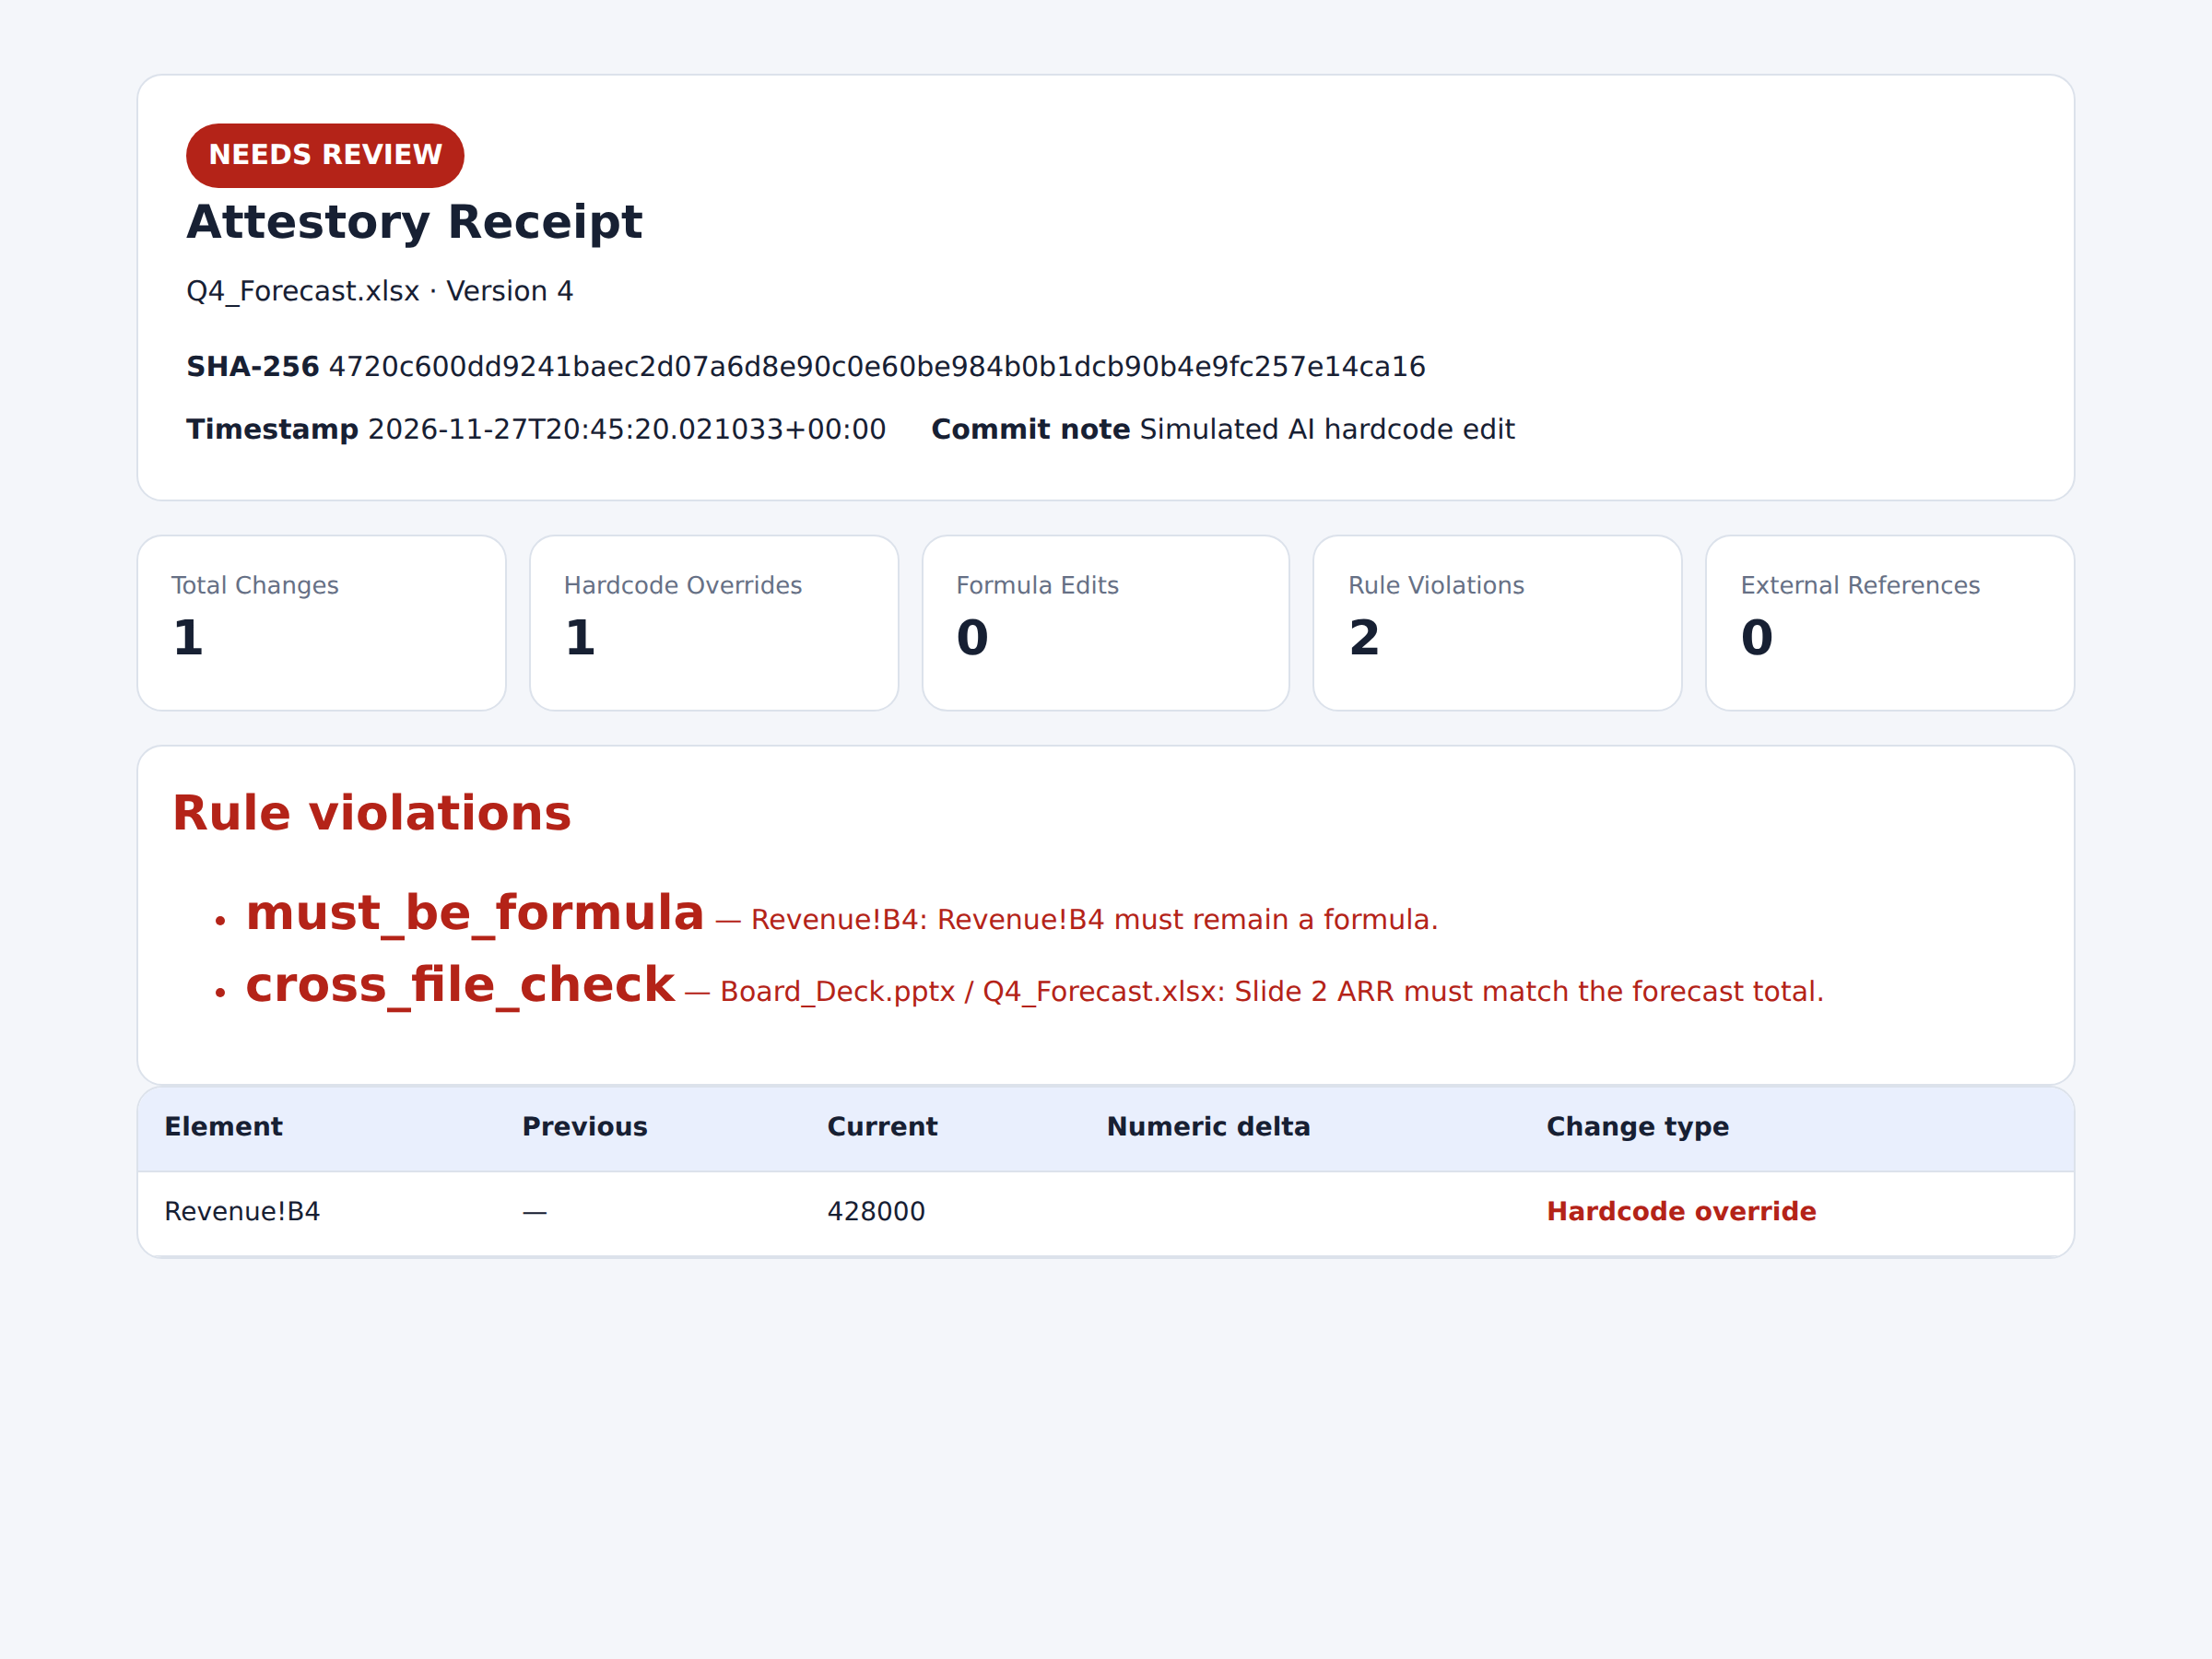 NEEDS REVIEW
Attestory Receipt
Q4_Forecast.xlsx · Version 4
SHA-256 4720c600dd9241baec2d07a6d8e90c0e60be984b0b1dcb90b4e9fc257e14ca16
Timestamp 2026-11-27T20:45:20.021033+00:00 Commit note Simulated AI hardcode edit
Total Changes
1
Hardcode Overrides
1
Formula Edits
0
Rule Violations
2
External References
0
Rule violations
• must_be_formula — Revenue!B4: Revenue!B4 must remain a formula.
• cross_file_check — Board_Deck.pptx / Q4_Forecast.xlsx: Slide 2 ARR must match the forecast total.
Element Previous Current Numeric delta Change type
Revenue!B4 — 428000 Hardcode override